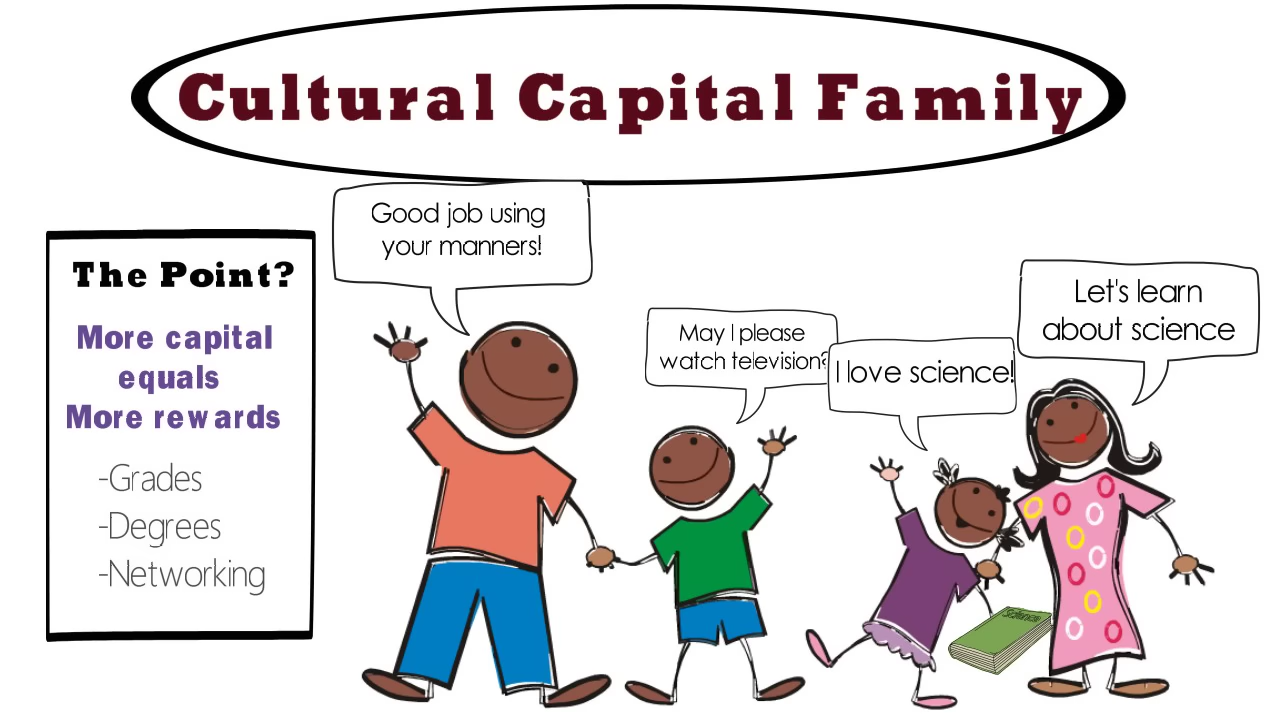 Cultural Capital Family
Good job using
your manners!
The Point?
More capital
equals
More rewards
-Grades
-Degrees
-Networking
May I please
watch television?
I love science!
Let's learn
about science
Science